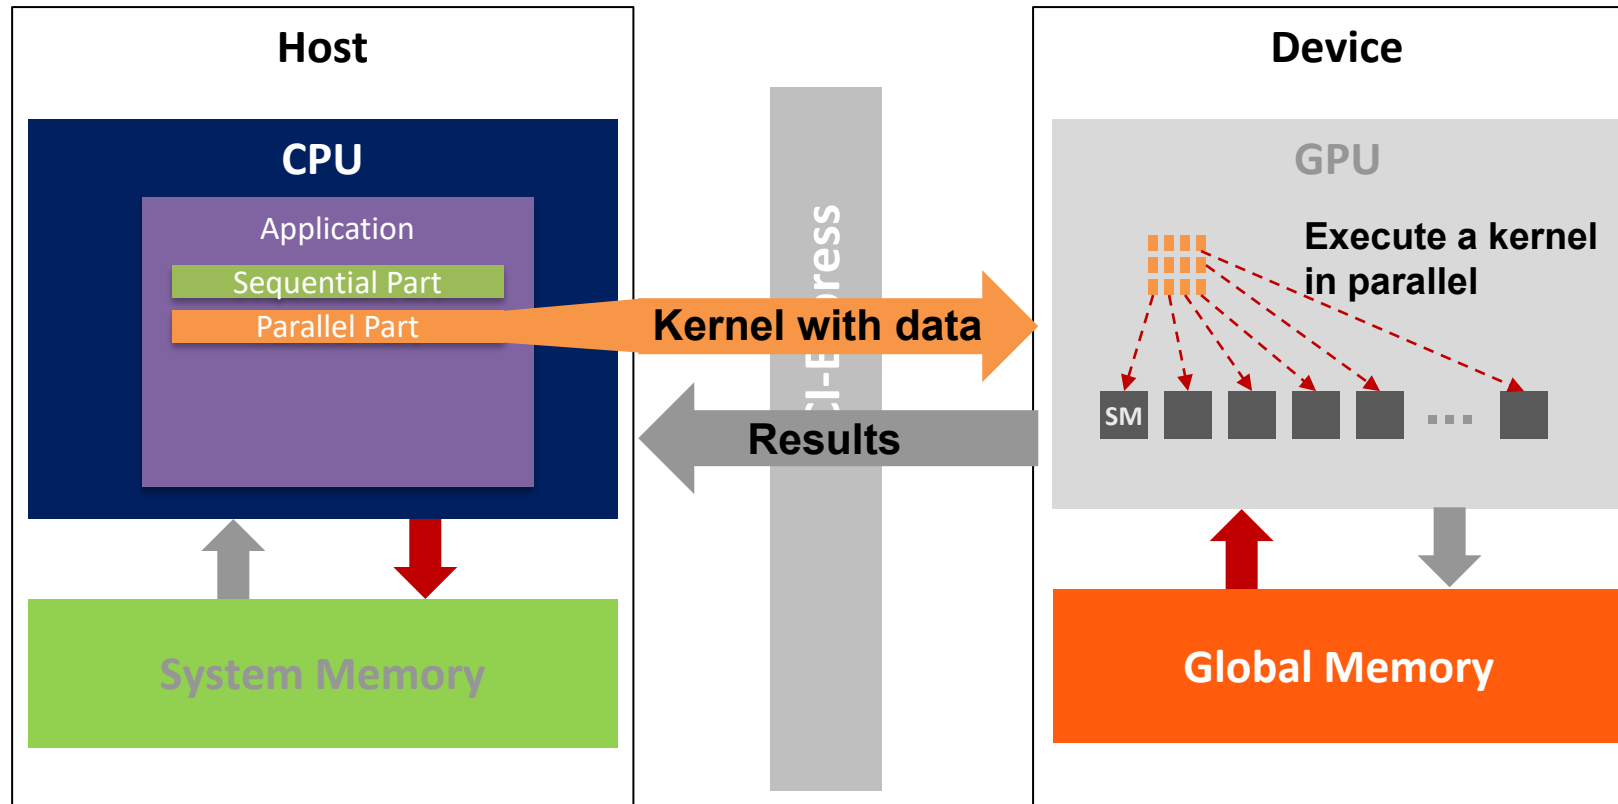 Host
CPU
Application
Sequential Part
Parallel Part
System Memory
Kernel with data
Results
Device
GPU
Execute a kernel
in parallel
SM
Global Memory